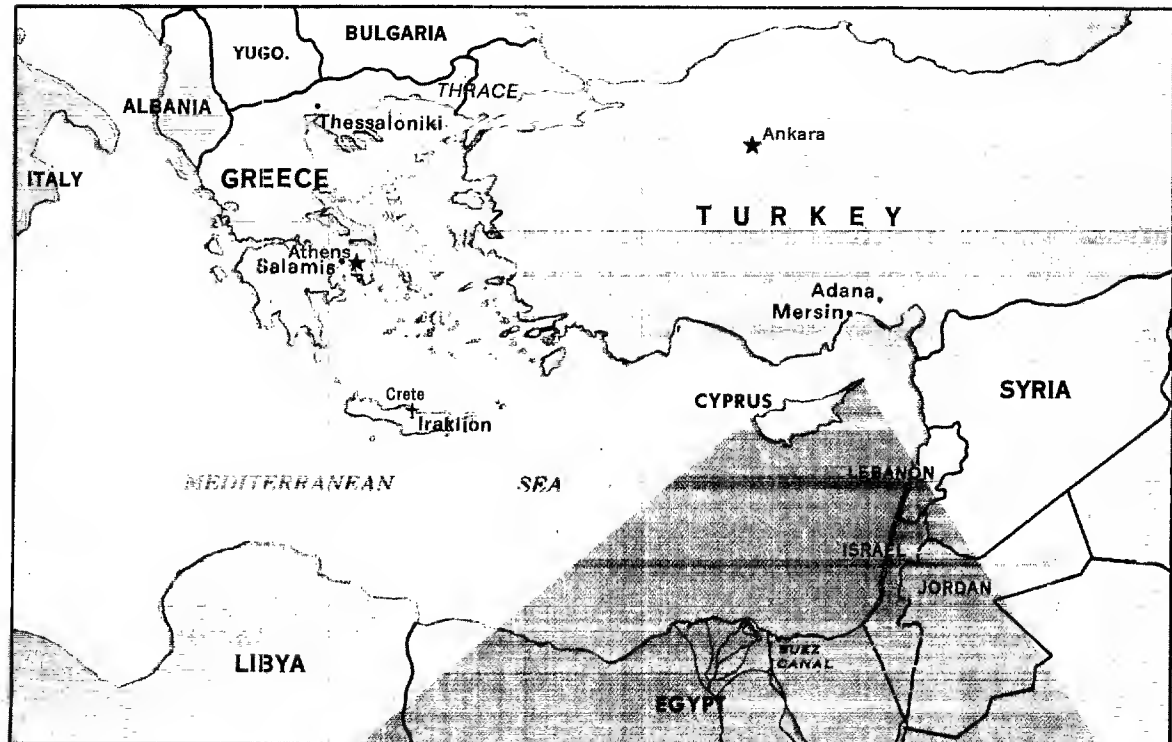 BULGARIA
YUGO.
THRACE
ALBANIA
Thessaloniki
Ankara
ITALY
GREECE
TURKEY
Athens
Salamis
Adana
Mersin
SYRIA
Crete
CYPRUS
Iraklion
LEBANON
MEDITERRANEAN SEA
ISRAEL
JORDAN
SUEZ
CANAL
LIBYA
EGYPT